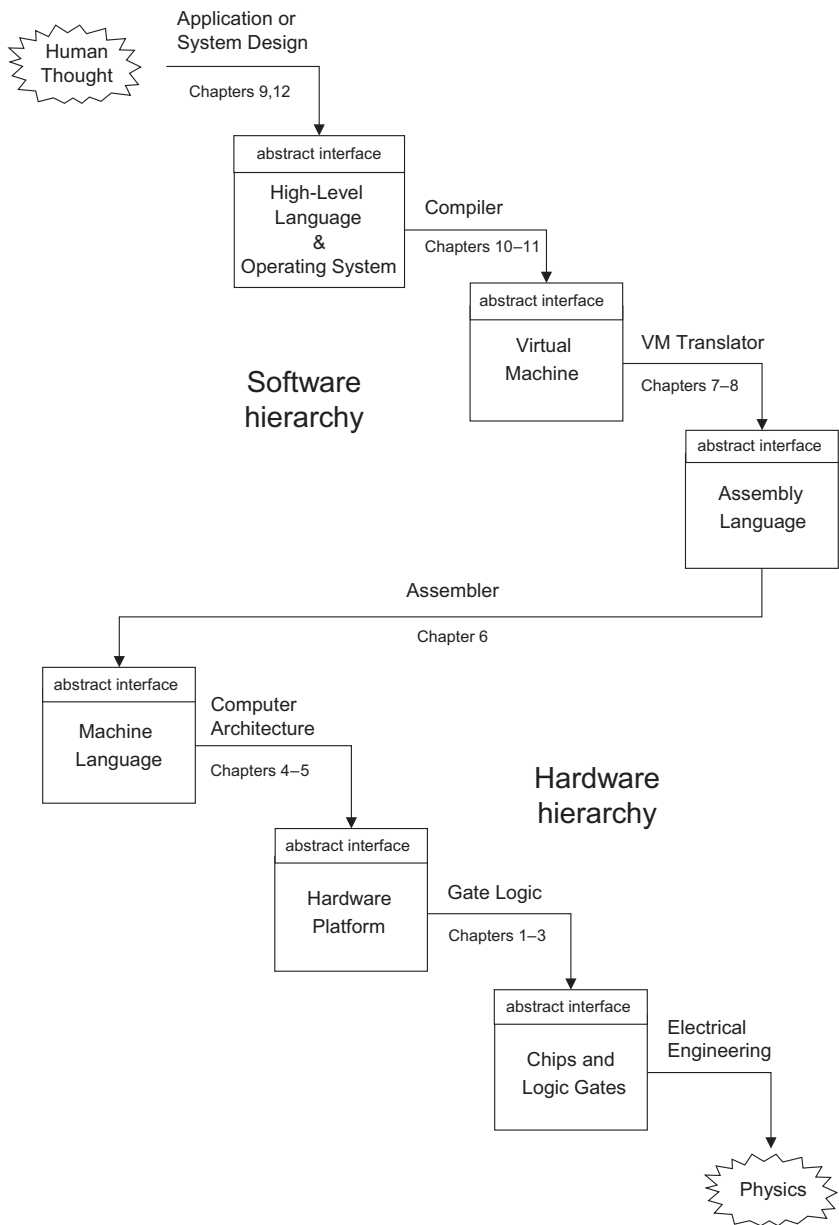 Application or
System Design
Human
Thought
Chapters 9,12
abstract interface
High-Level
Language
&
Operating System
Compiler
Chapters 10–11
abstract interface
Virtual
Machine
VM Translator
Chapters 7–8
Software
hierarchy
abstract interface
Assembly
Language
Assembler
Chapter 6
abstract interface
Machine
Language
Computer
Architecture
Chapters 4–5
Hardware
hierarchy
abstract interface
Hardware
Platform
Gate Logic
Chapters 1–3
abstract interface
Chips and
Logic Gates
Electrical
Engineering
Physics